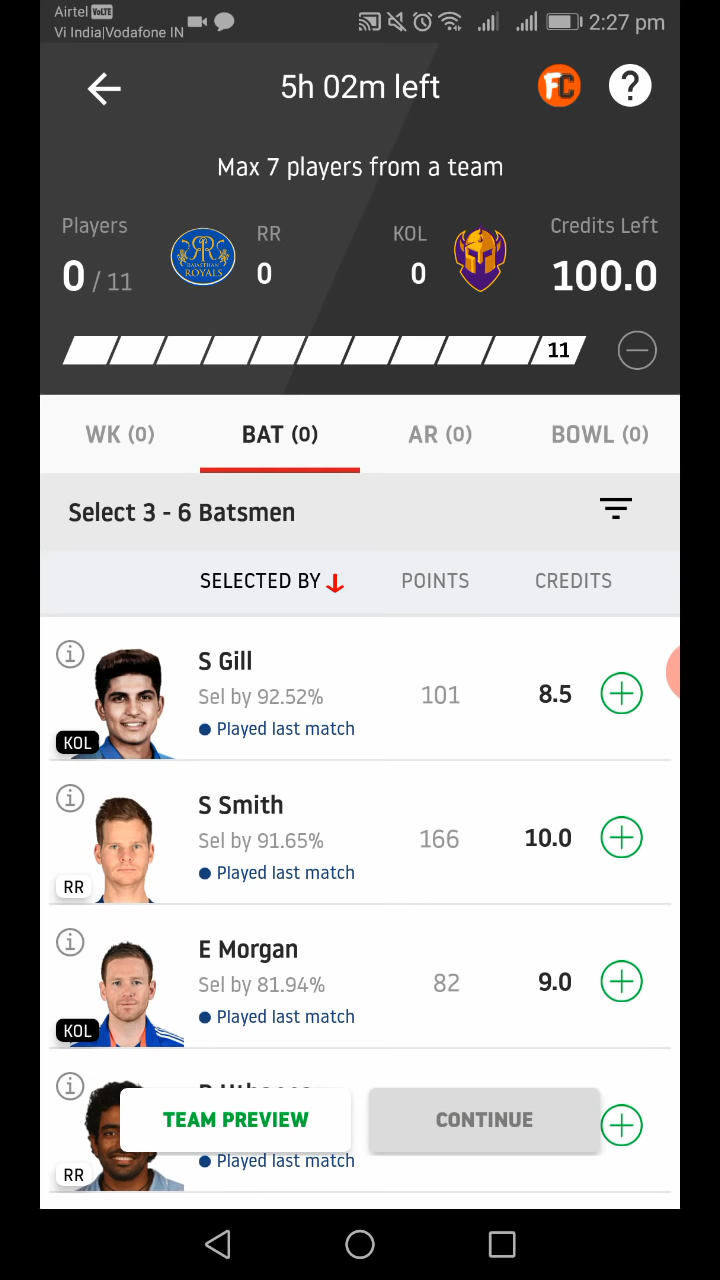 Airtel VoLTE
Vi India|Vodafone IN
2:27 pm
5h 02m left
FC
?
Max 7 players from a team
Players
0 / 11
RAJASTHAN ROYALS
RR
0
KOL
0
Credits Left
100.0
11
WK (0)
BAT (0)
AR (0)
BOWL (0)
Select 3 - 6 Batsmen
SELECTED BY
POINTS
CREDITS
S Gill
Sel by 92.52%
Played last match
KOL
101
8.5
S Smith
Sel by 91.65%
Played last match
RR
166
10.0
E Morgan
Sel by 81.94%
Played last match
KOL
82
9.0
TEAM PREVIEW
CONTINUE
Played last match
RR